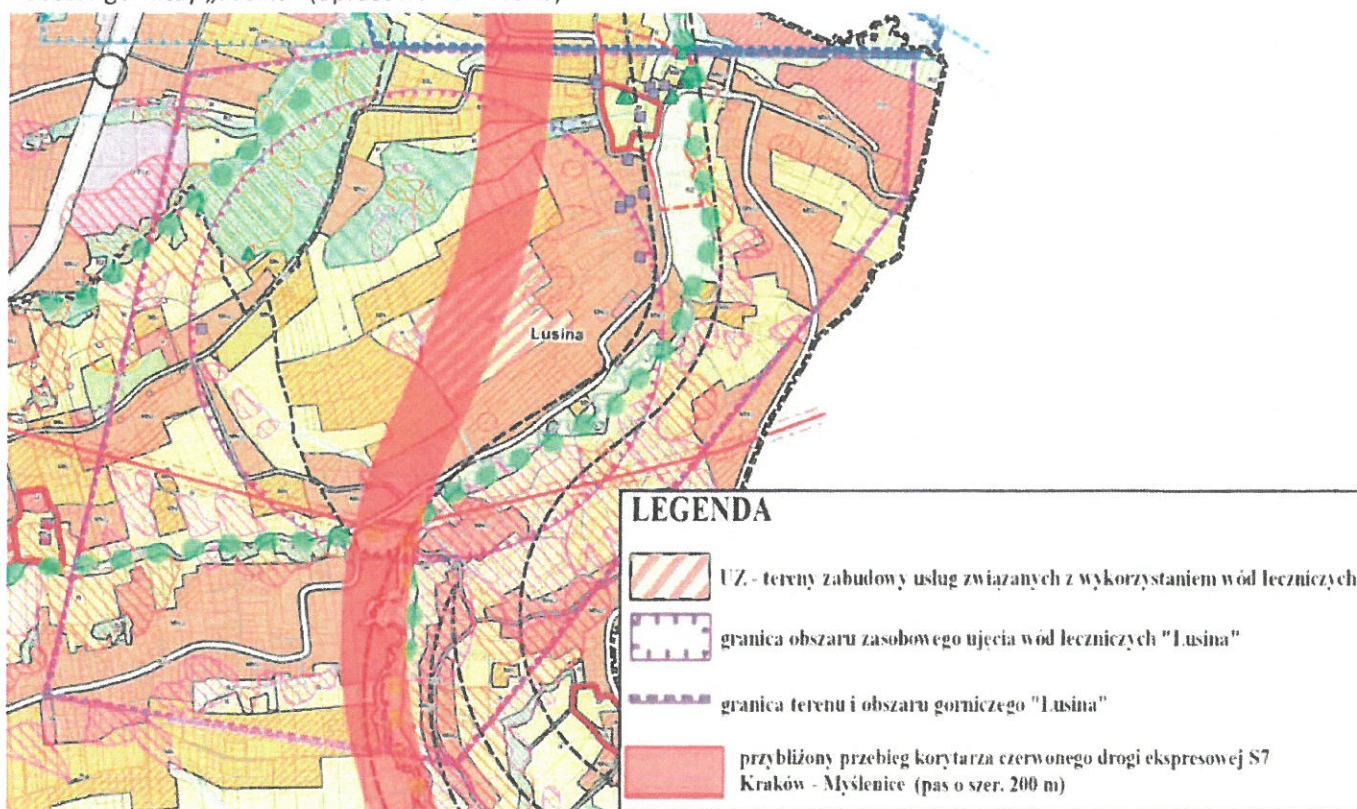 Lusina
LEGENDA
UZ - tereny zabudowy usług związanych z wykorzystaniem wód leczniczych
granica obszaru zasobowego ujęcia wód leczniczych "Lusina"
granica terenu i obszaru gorniczego "Lusina"
przybliżony przebieg korytarza czerwonego drogi ekspresowej S7
Kraków - Myślenice (pas o szer. 200 m)